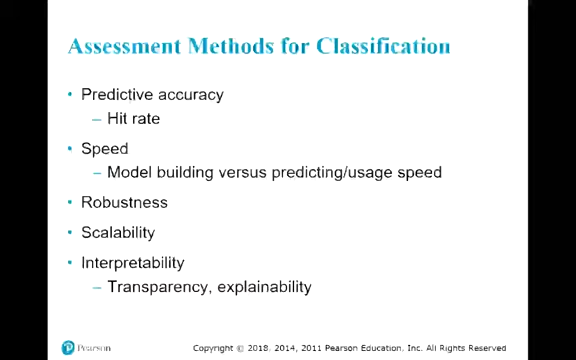 Assessment Methods for Classification
• Predictive accuracy
– Hit rate
• Speed
– Model building versus predicting/usage speed
• Robustness
• Scalability
• Interpretability
– Transparency, explainability
Pearson
Copyright © 2018, 2014, 2011 Pearson Education, Inc. All Rights Reserved